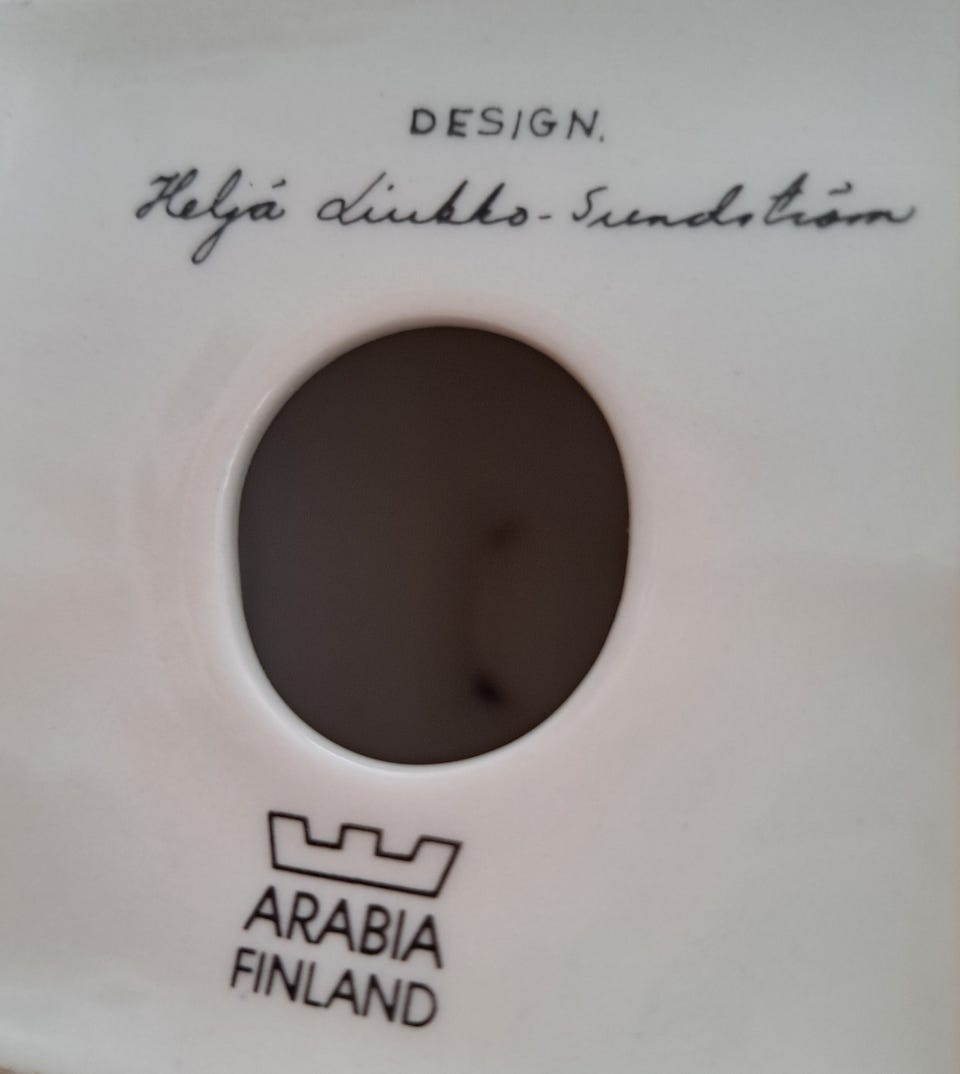 DESIGN.
Heljä Liukko-Sundström
ARABIA
FINLAND